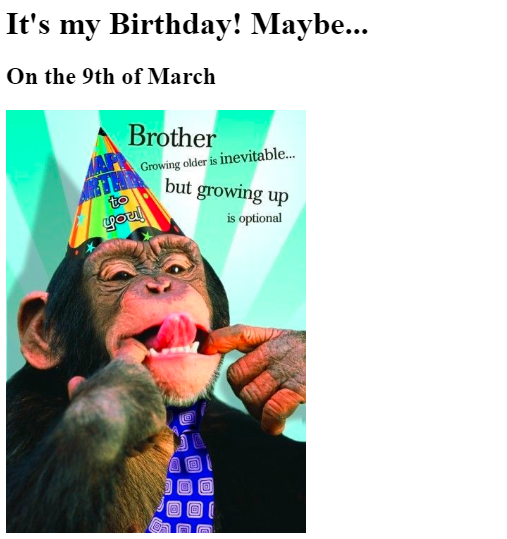 It's my Birthday! Maybe...
On the 9th of March
Brother
Growing older is inevitable...
but growing up
is optional
to
you!